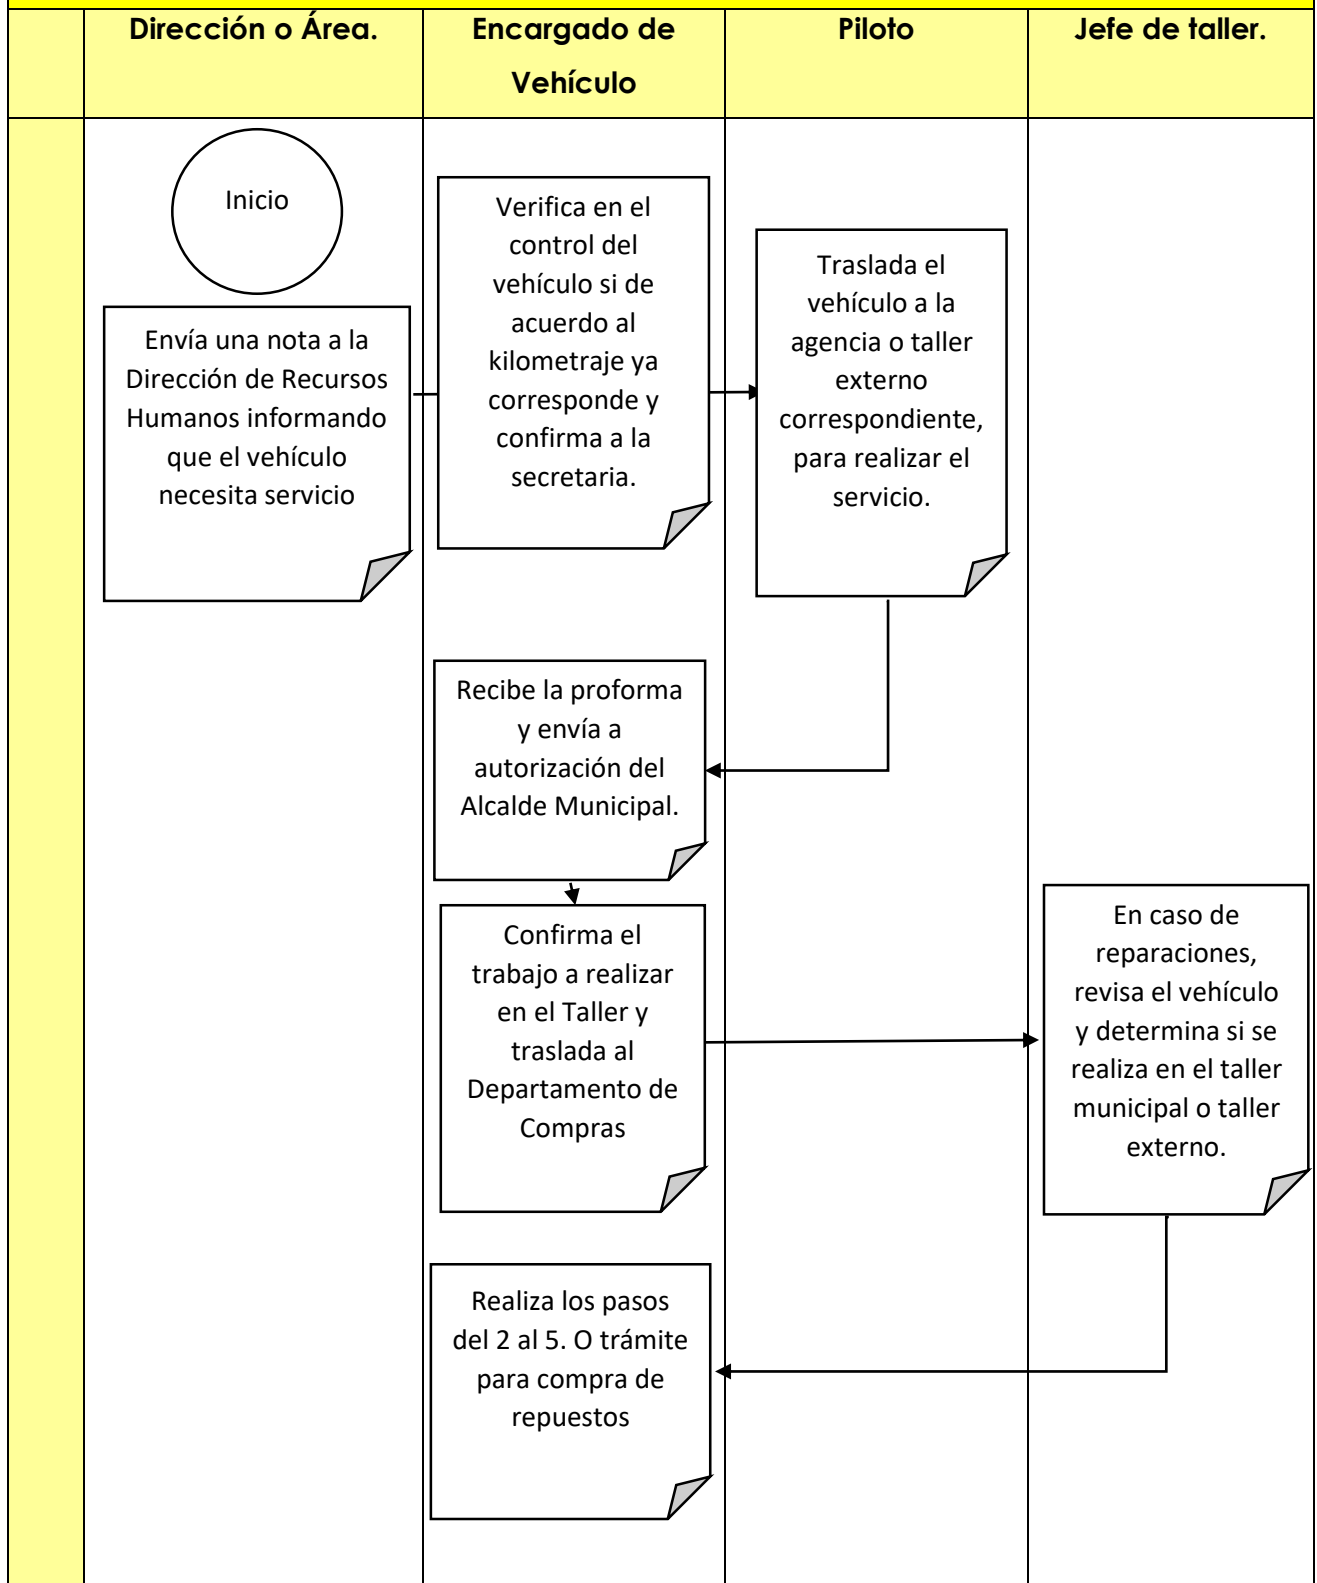 Dirección o Área.
Encargado de
Vehículo
Piloto
Jefe de taller.
Inicio
Envía una nota a la
Dirección de Recursos
Humanos informando
que el vehículo
necesita servicio
Verifica en el
control del
vehículo si de
acuerdo al
kilometraje ya
corresponde y
confirma a la
secretaria.
Traslada el
vehículo a la
agencia o taller
externo
correspondiente,
para realizar el
servicio.
Recibe la proforma
y envía a
autorización del
Alcalde Municipal.
Confirma el
trabajo a realizar
en el Taller y
traslada al
Departamento de
Compras
En caso de
reparaciones,
revisa el vehículo
y determina si se
realiza en el taller
municipal o taller
externo.
Realiza los pasos
del 2 al 5. O trámite
para compra de
repuestos